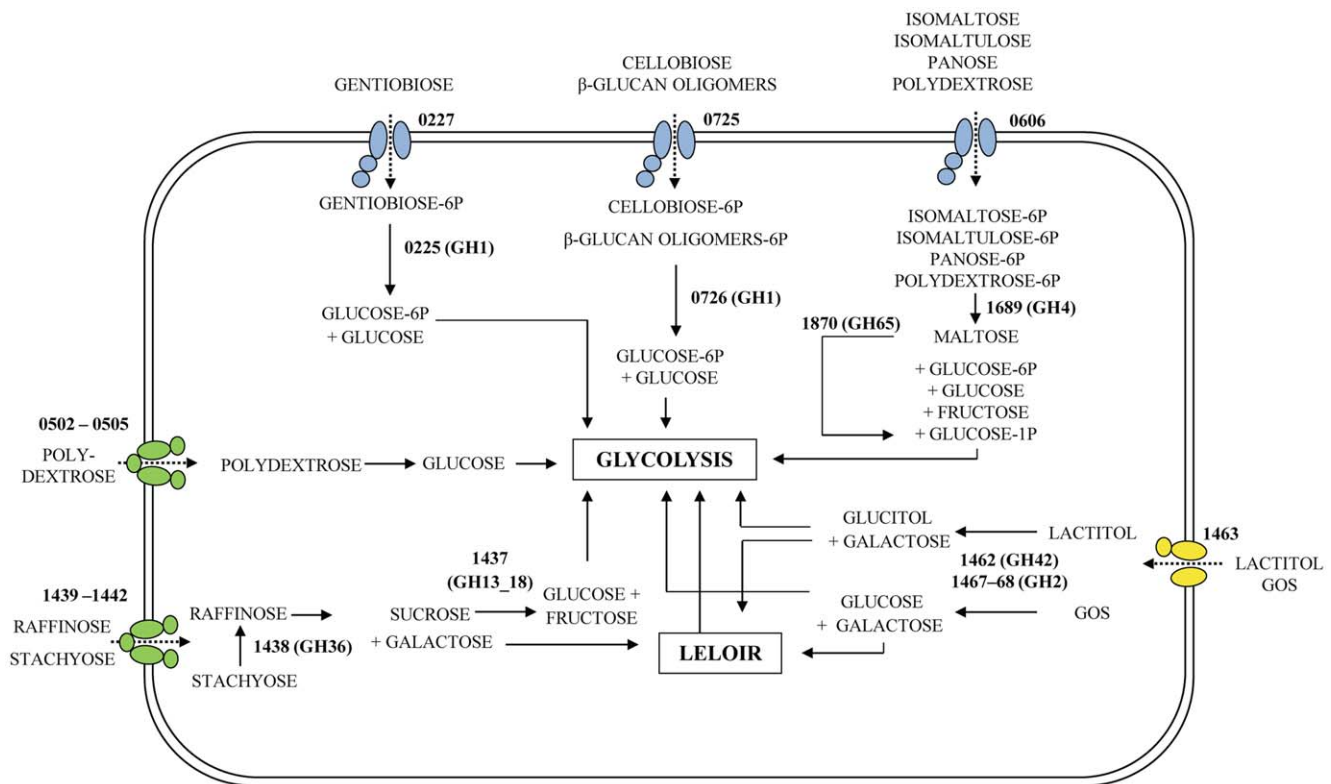 GENTIOBIOSE
0227
GENTIOBIOSE-6P
0225 (GH1)
GLUCOSE-6P
+ GLUCOSE
CELLOBIOSE
β-GLUCAN OLIGOMERS
0725
CELLOBIOSE-6P
β-GLUCAN OLIGOMERS-6P
0726 (GH1)
GLUCOSE-6P
+ GLUCOSE
ISOMALTOSE
ISOMALTULOSE
PANOSE
POLYDEXTROSE
0606
ISOMALTOSE-6P
ISOMALTULOSE-6P
PANOSE-6P
POLYDEXTROSE-6P
1689 (GH4)
1870 (GH65)
MALTOSE
+ GLUCOSE-6P
+ GLUCOSE
+ FRUCTOSE
+ GLUCOSE-1P
0502 – 0505
POLY-
DEXTROSE
POLYDEXTROSE
GLUCOSE
GLYCOLYSIS
1439 –1442
RAFFINOSE
STACHYOSE
RAFFINOSE
1438 (GH36)
STACHYOSE
SUCROSE
+ GALACTOSE
1437
(GH13_18)
GLUCOSE +
FRUCTOSE
LELOIR
GLUCITOL
+ GALACTOSE
LACTITOL
1462 (GH42)
1467–68 (GH2)
GLUCOSE
+ GALACTOSE
GOS
1463
LACTITOL
GOS